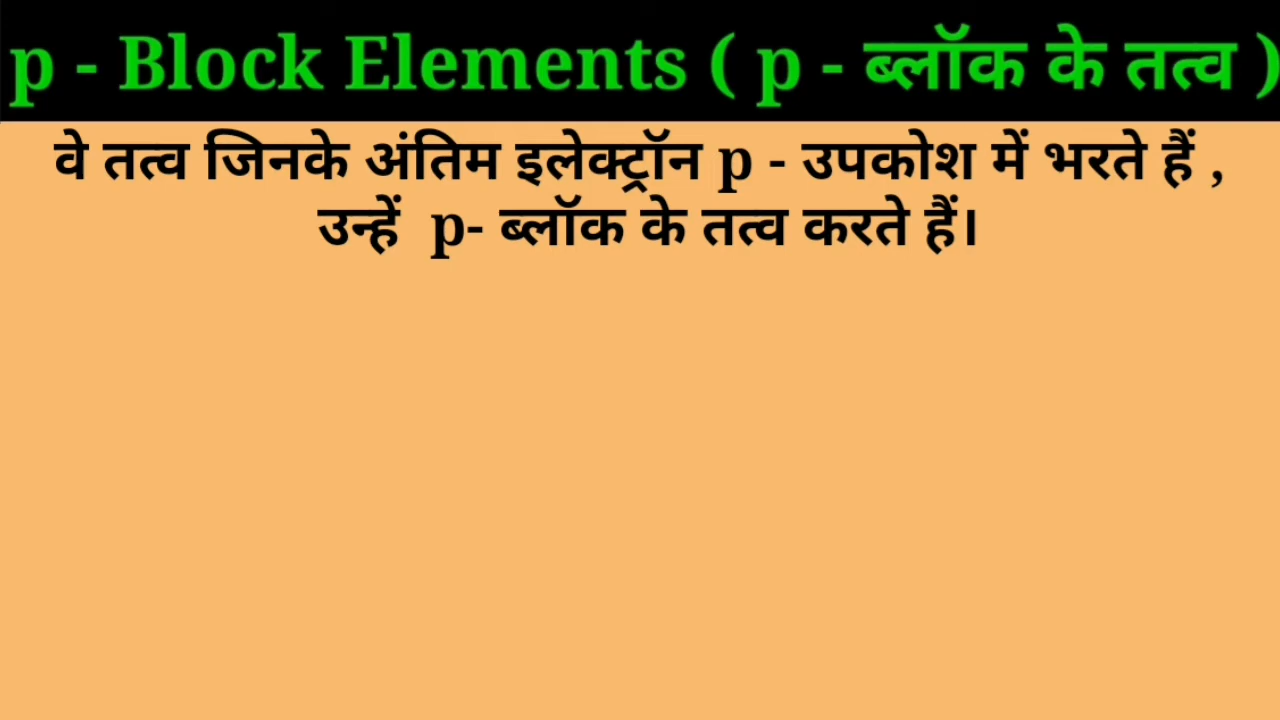 p - Block Elements ( p - ब्लॉक के तत्व )
वे तत्व जिनके अंतिम इलेक्ट्रॉन p - उपकोश में भरते हैं ,
उन्हें p- ब्लॉक के तत्व करते हैं।